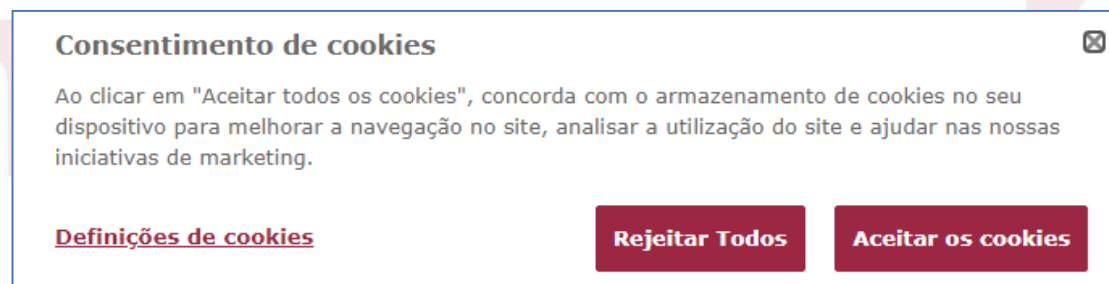 Consentimento de cookies
Ao clicar em "Aceitar todos os cookies", concorda com o armazenamento de cookies no seu
dispositivo para melhorar a navegação no site, analisar a utilização do site e ajudar nas nossas
iniciativas de marketing.
Definições de cookies
Rejeitar Todos
Aceitar os cookies